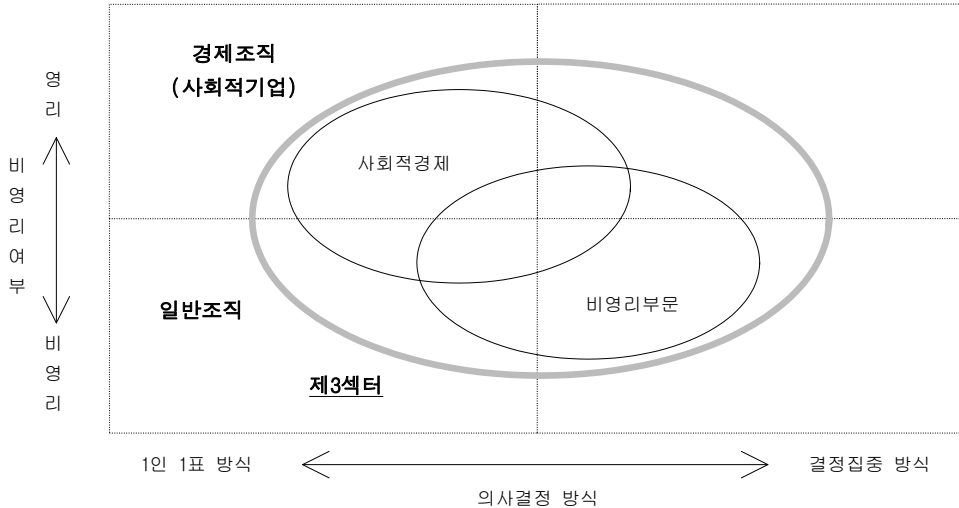 경제조직
(사회적기업)
영
리
사회적경제
비
영
리
여
부
일반조직
비영리부문
비
영
리
제3섹터
1인 1표 방식
결정집중 방식
의사결정 방식